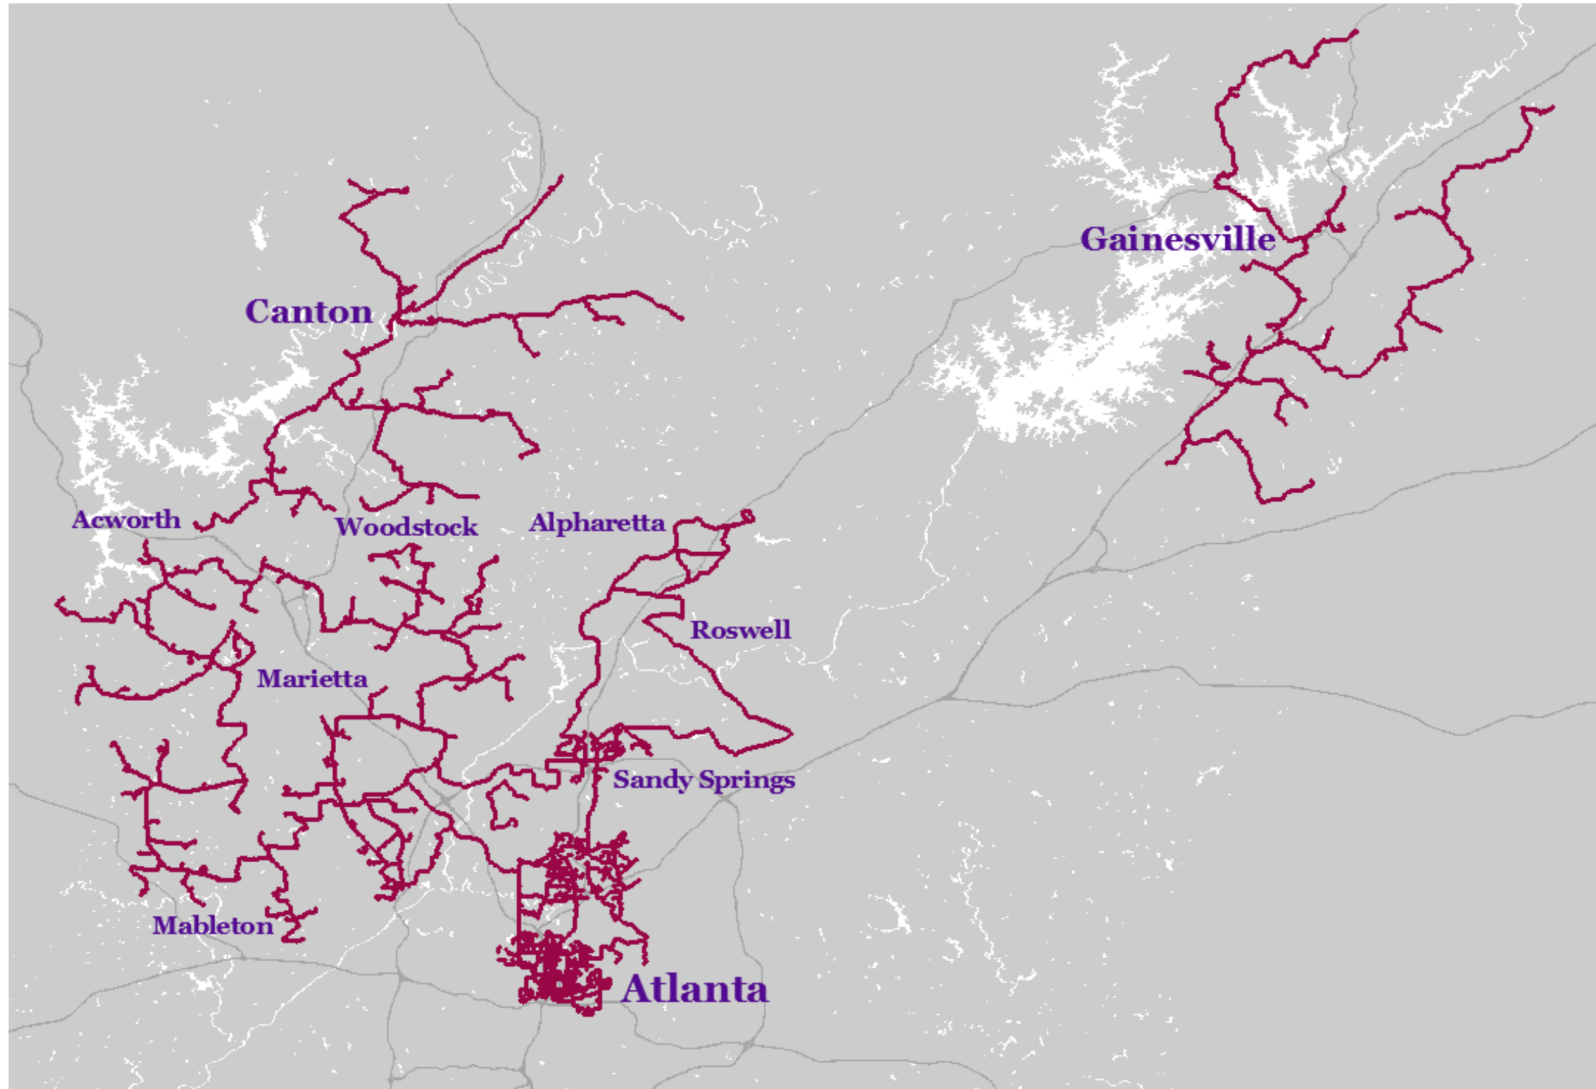 Gainesville
Canton
Acworth
Woodstock
Alpharetta
Roswell
Marietta
Sandy Springs
Mableton
Atlanta